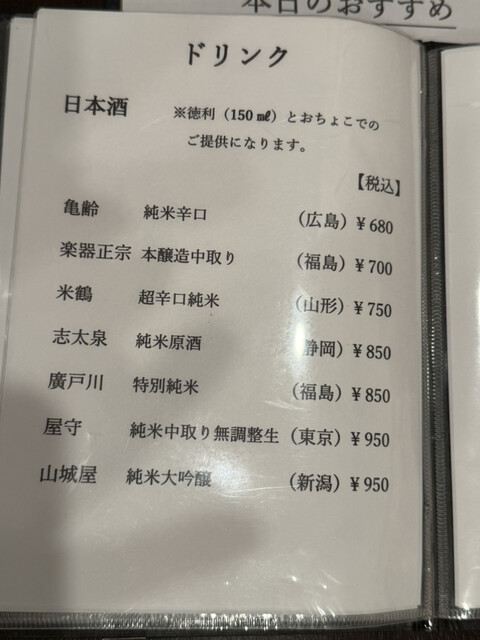 本日のおすすめ
ドリンク
日本酒 ※徳利（150㎖）とおちょこでの
ご提供になります。
【税込】
亀齢 純米辛口 （広島）￥680
楽器正宗 本醸造中取り （福島）￥700
米鶴 超辛口純米 （山形）￥750
志太泉 純米原酒 静岡）￥850
廣戸川 特別純米 （福島）￥850
屋守 純米中取り無調整生 （東京）￥950
山城屋 純米大吟醸 （新潟）￥950